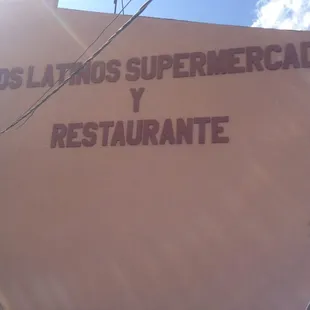 OS LATINOS SUPERMERCAD
Y
RESTAURANTE